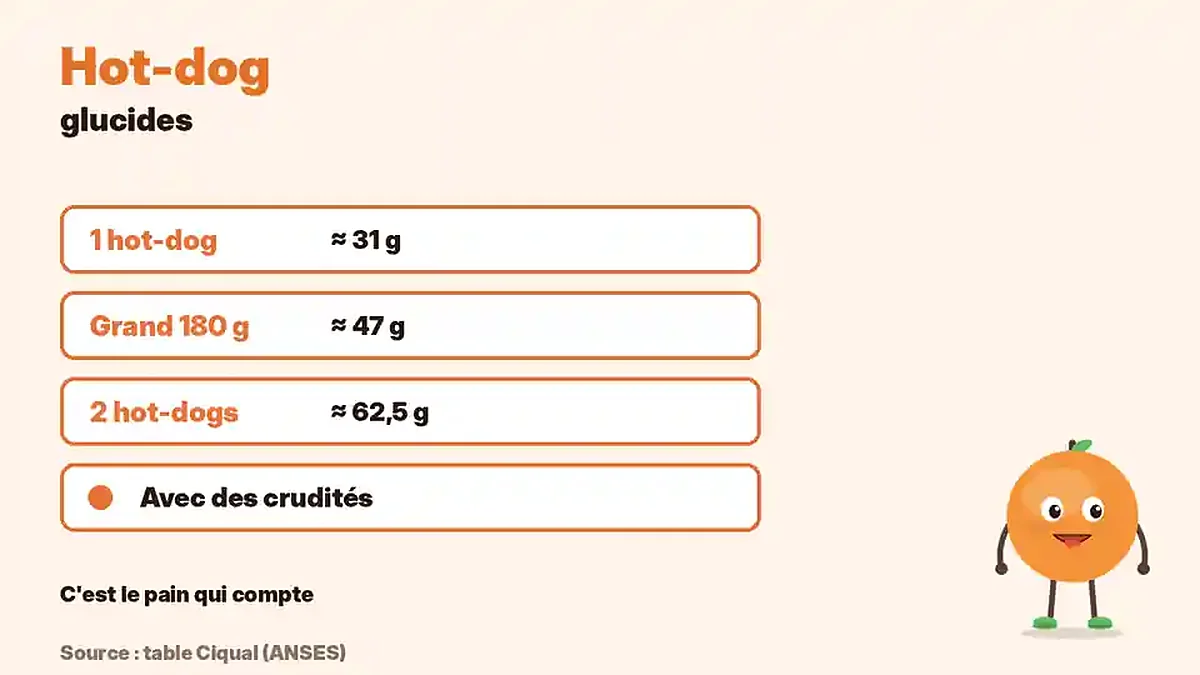 Hot-dog
glucides
1 hot-dog ≈ 31 g
Grand 180 g ≈ 47 g
2 hot-dogs ≈ 62,5 g
Avec des crudités
C'est le pain qui compte
Source : table Ciqual (ANSES)